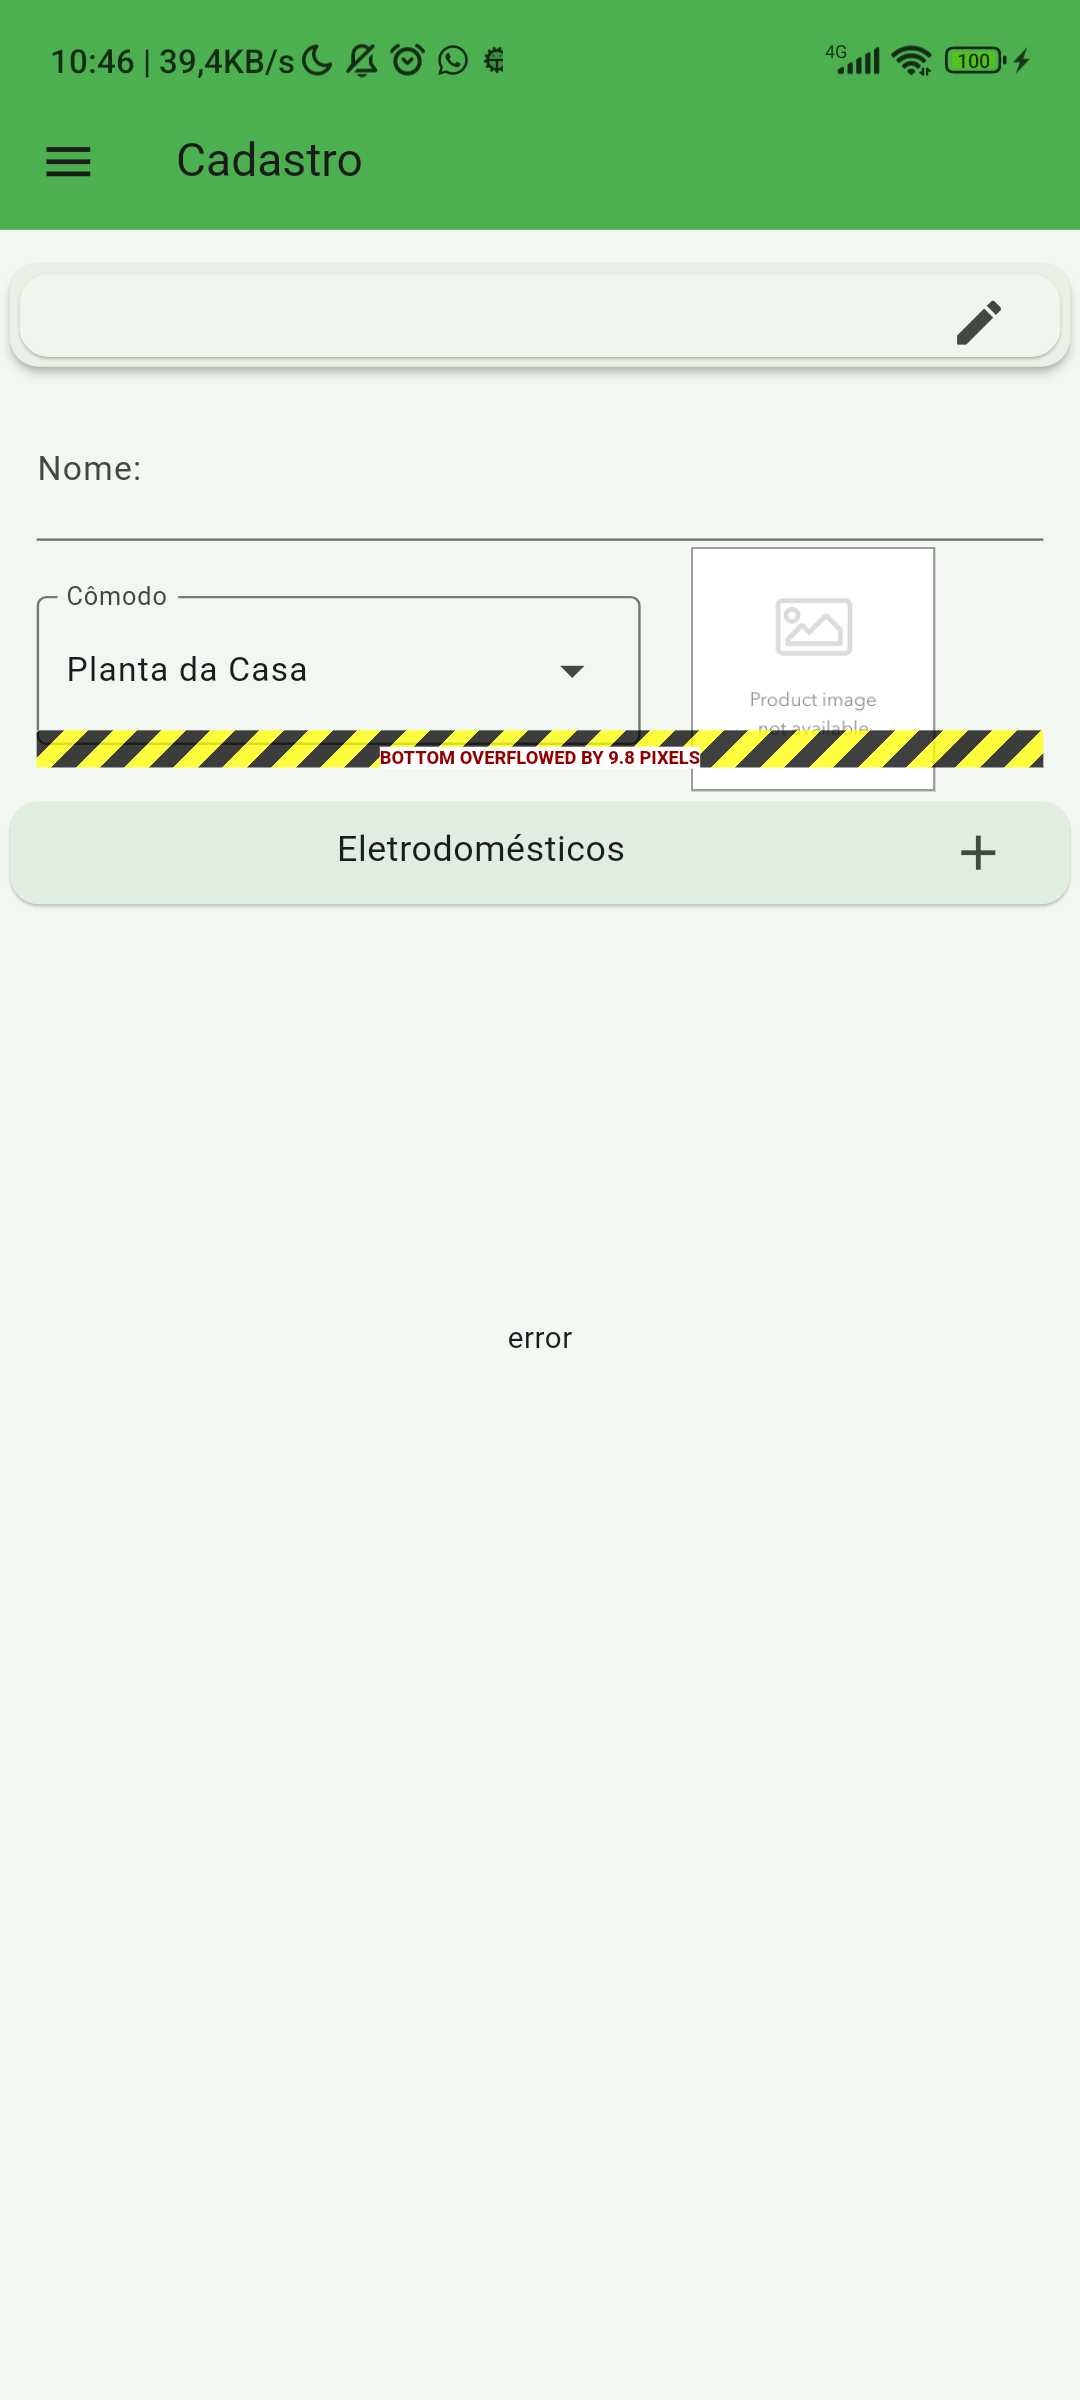 10:46 | 39,4KB/s
4G
100
Cadastro
Nome:
Cômodo
Planta da Casa
Product image
not available
BOTTOM OVERFLOWED BY 9.8 PIXELS
Eletrodomésticos
error